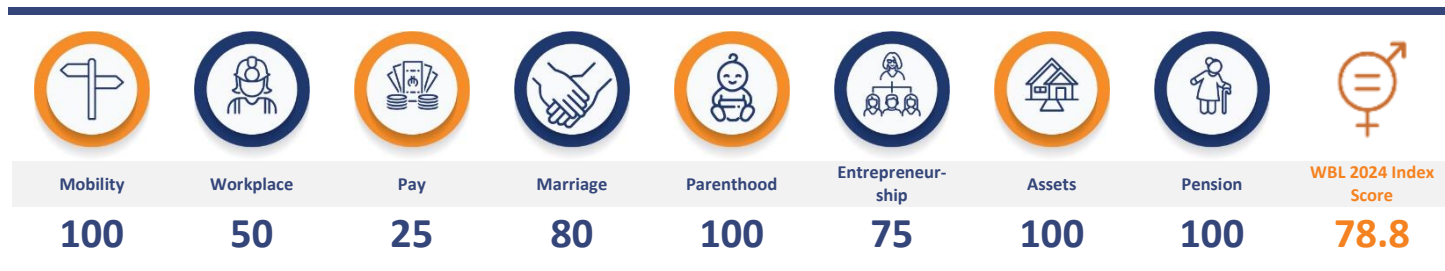 Mobility
Workplace
Pay
Marriage
Parenthood
Entrepreneur-
ship
Assets
Pension
WBL 2024 Index
Score
100
50
25
80
100
75
100
100
78.8